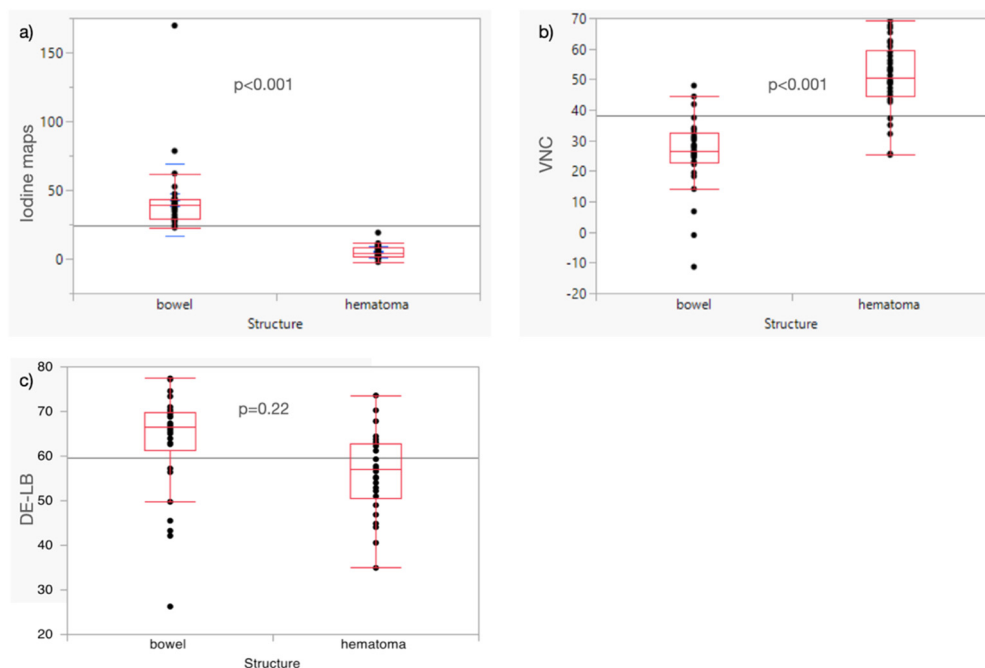 a)
150
100
50
0
Iodine maps
p<0.001
bowel
hematoma
Structure
b)
70
60
50
40
30
20
10
0
-10
-20
VNC
p<0.001
bowel
hematoma
Structure
c)
80
70
60
50
40
30
20
DE-LB
p=0.22
bowel
hematoma
Structure